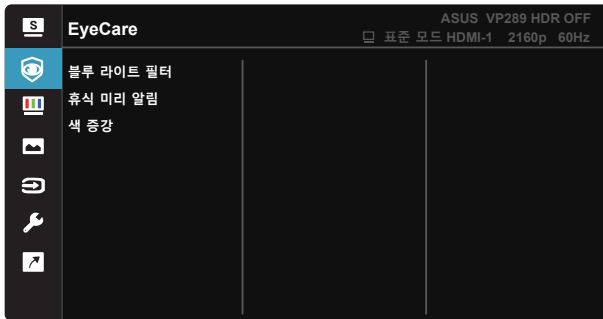 S
EyeCare
ASUS VP289 HDR OFF
표준 모드 HDMI-1 2160p 60Hz
블루 라이트 필터
휴식 미리 알림
색 증강